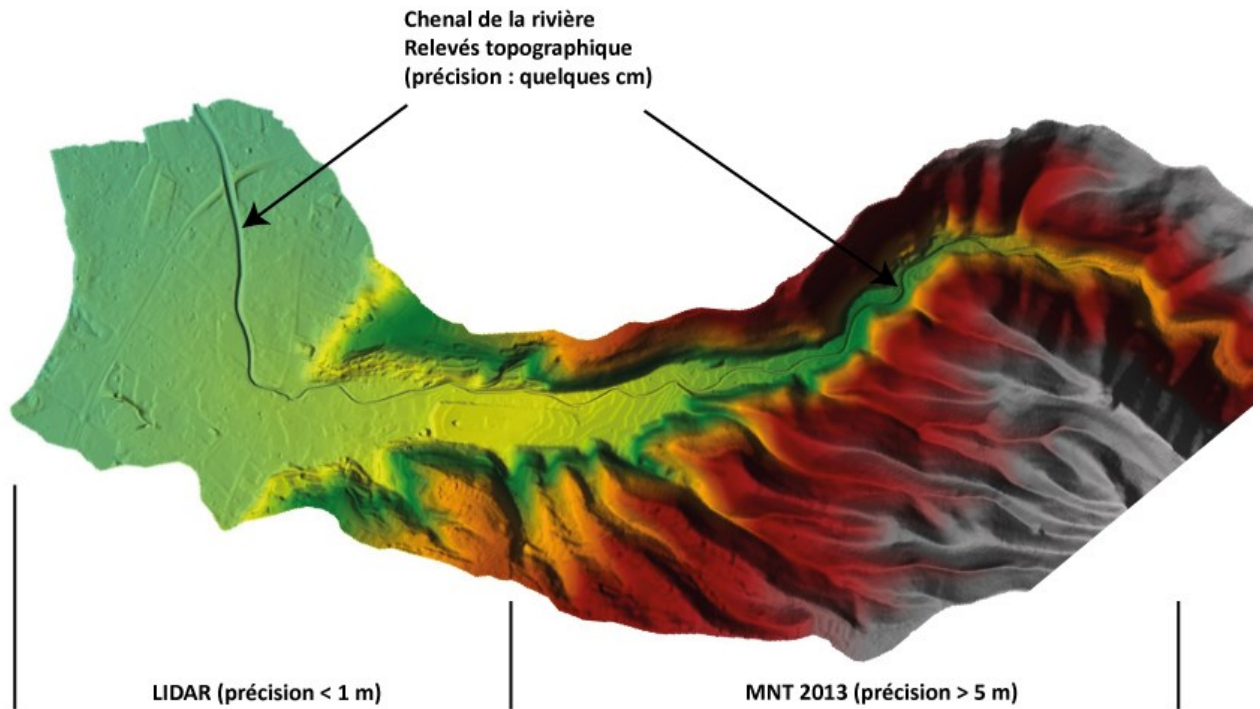 Chenal de la rivière
Relevés topographique
(précision : quelques cm)
LIDAR (précision < 1 m)
MNT 2013 (précision > 5 m)